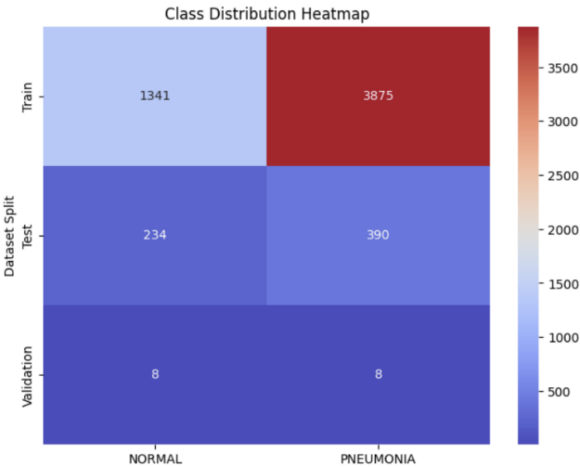 Class Distribution Heatmap
Dataset Split
Train
1341 3875
Test
234 390
Validation
8 8
NORMAL PNEUMONIA
3500
3000
2500
2000
1500
1000
500